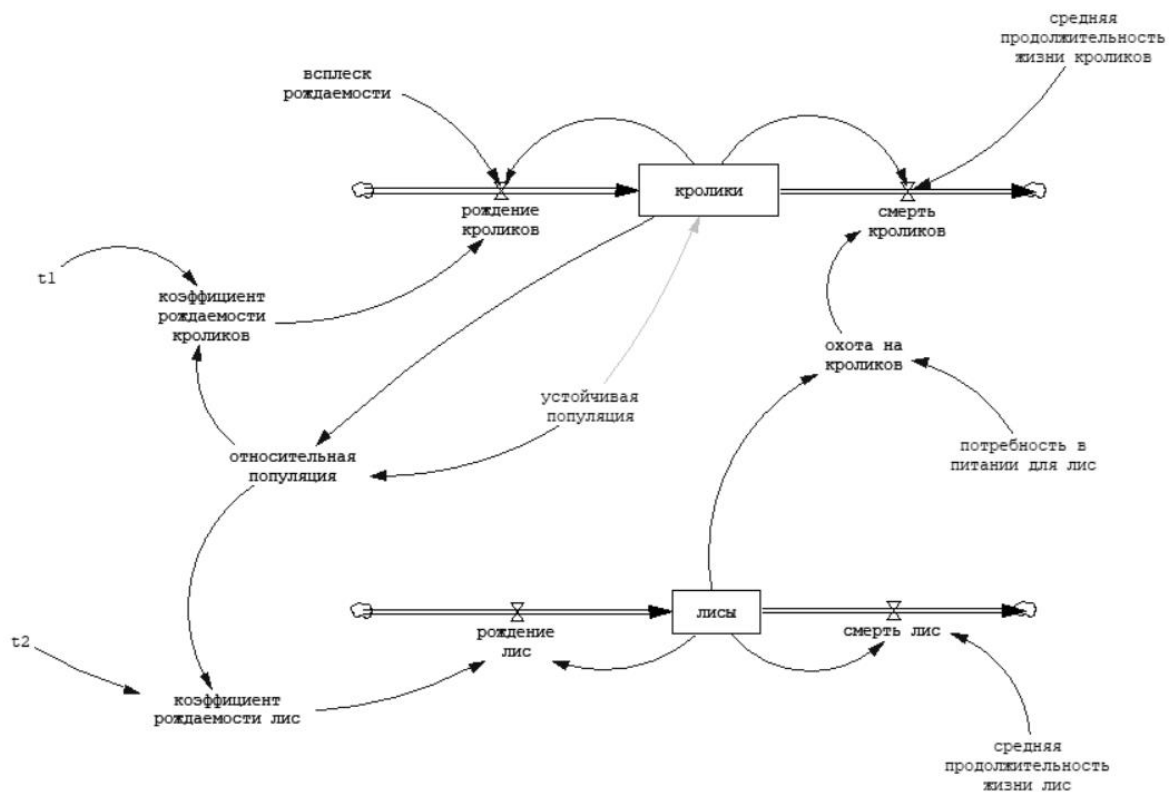 средняя
продолжительность
жизни кроликов
всплеск
рождаемости
кролики
рождение
кроликов
смерть
кроликов
t1
коэффициент
рождаемости
кроликов
охота на
кроликов
устойчивая
популяция
относительная
популяция
потребность в
питании для лис
лисы
рождение
лис
смерть лис
t2
коэффициент
рождаемости лис
средняя
продолжительность
жизни лис